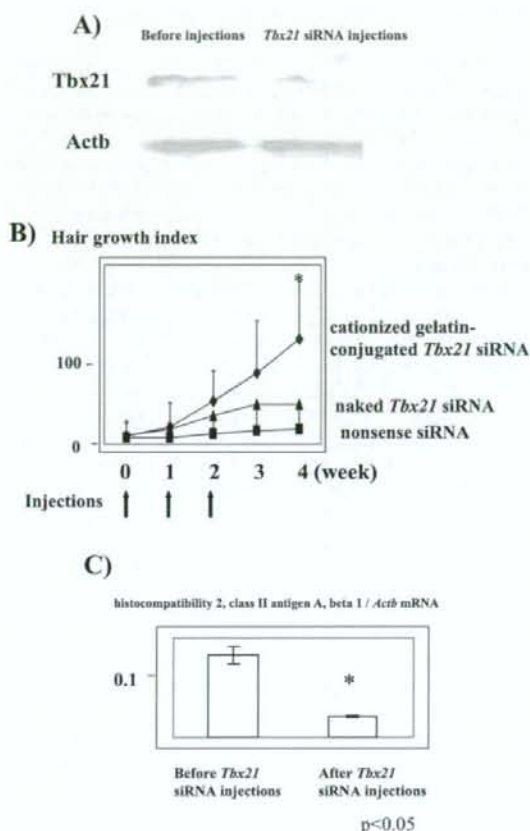 A)
Before injections Tbx21 siRNA injections
Tbx21
Actb
B) Hair growth index
*
cationized gelatin-
conjugated Tbx21 siRNA
100
naked Tbx21 siRNA
nonsense siRNA
0
0 1 2 3 4 (week)
Injections
C)
histocompatibility 2, class II antigen A, beta 1 / Actb mRNA
0.1
*
Before Tbx21
siRNA injections
After Tbx21
siRNA injections
p<0.05